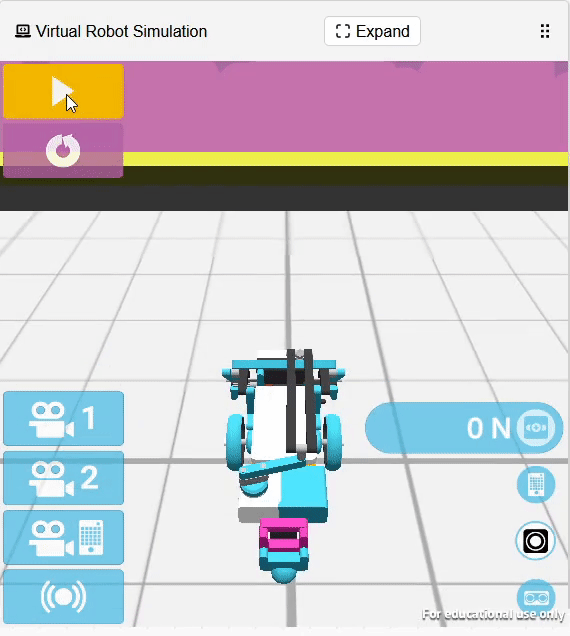 Virtual Robot Simulation
Expand
1
0 N
2
For educational use only